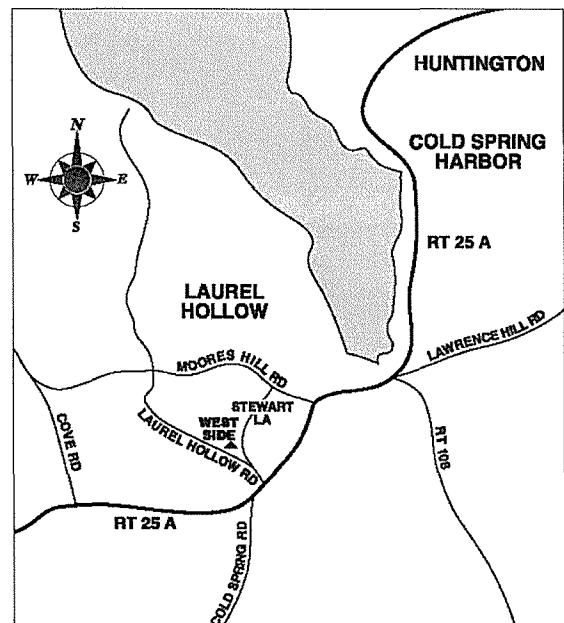 HUNTINGTON
COLD SPRING
HARBOR
N
W E
S
RT 25 A
LAUREL
HOLLOW
LAWRENCE HILL RD
MOORES HILL RD
STEWART
LA
WEST
SIDE
LAUREL HOLLOW RD
COVE RD
RT 108
RT 25 A
COLD SPRING RD